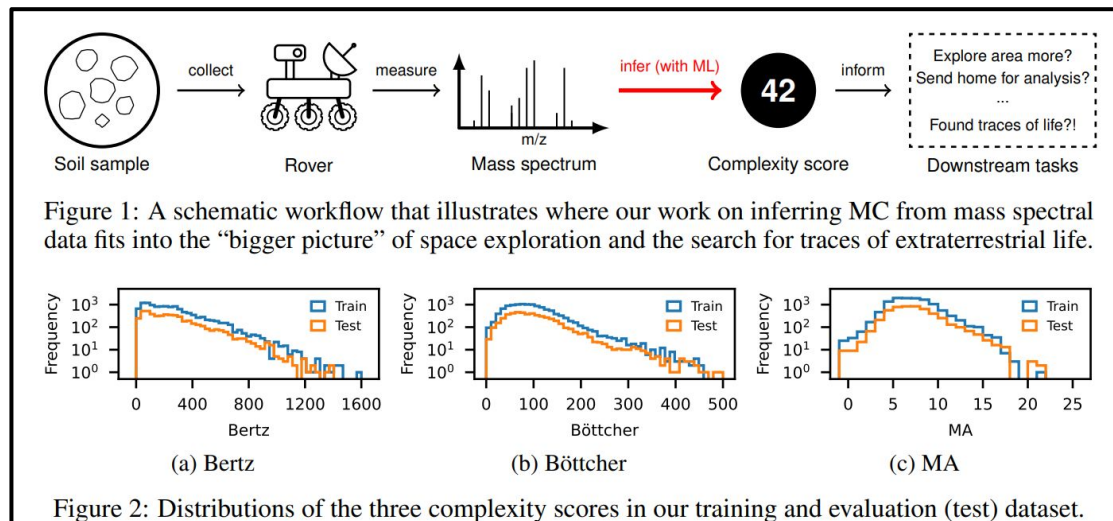 collect
measure
m/z
infer (with ML)
42
inform
Explore area more?
Send home for analysis?
...
Found traces of life?!
Soil sample
Rover
Mass spectrum
Complexity score
Downstream tasks
Figure 1: A schematic workflow that illustrates where our work on inferring MC from mass spectral
data fits into the “bigger picture” of space exploration and the search for traces of extraterrestrial life.
Frequency
10³
10²
10¹
10⁰
Train
Test
0 400 800 1200 1600
Bertz
(a) Bertz
Frequency
10³
10²
10¹
10⁰
Train
Test
0 100 200 300 400 500
Böttcher
(b) Böttcher
Frequency
10³
10²
10¹
10⁰
Train
Test
0 5 10 15 20 25
MA
(c) MA
Figure 2: Distributions of the three complexity scores in our training and evaluation (test) dataset.